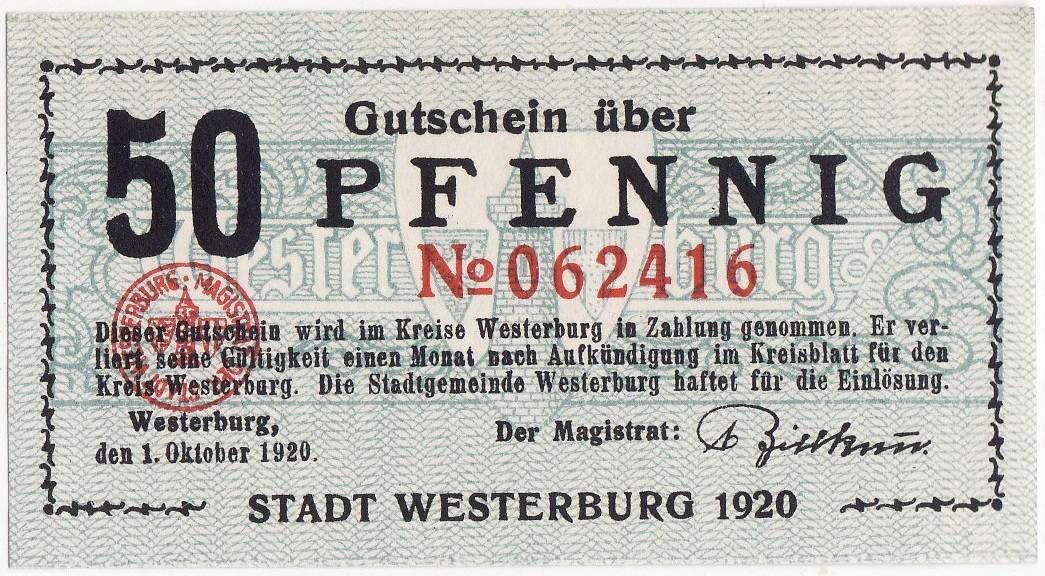 50
Gutschein über
PFENNIG
Westerburg
№ 062416
Dieser Gutschein wird im Kreise Westerburg in Zahlung genommen. Er ver-
liert seine Gültigkeit einen Monat nach Aufkündigung im Kreisblatt für den
Kreis Westerburg. Die Stadtgemeinde Westerburg haftet für die Einlösung.
Westerburg,
den 1. Oktober 1920.
Der Magistrat:
STADT WESTERBURG 1920